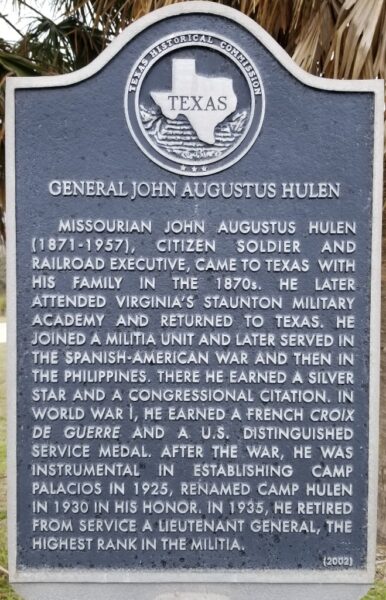 TEXAS HISTORICAL COMMISSION
TEXAS
GENERAL JOHN AUGUSTUS HULEN
MISSOURIAN JOHN AUGUSTUS HULEN
(1871-1957), CITIZEN SOLDIER AND
RAILROAD EXECUTIVE, CAME TO TEXAS WITH
HIS FAMILY IN THE 1870s. HE LATER
ATTENDED VIRGINIA'S STAUNTON MILITARY
ACADEMY AND RETURNED TO TEXAS. HE
JOINED A MILITIA UNIT AND LATER SERVED IN
THE SPANISH-AMERICAN WAR AND THEN IN
THE PHILIPPINES. THERE HE EARNED A SILVER
STAR AND A CONGRESSIONAL CITATION. IN
WORLD WAR I, HE EARNED A FRENCH CROIX
DE GUERRE AND A U.S. DISTINGUISHED
SERVICE MEDAL. AFTER THE WAR, HE WAS
INSTRUMENTAL IN ESTABLISHING CAMP
PALACIOS IN 1925, RENAMED CAMP HULEN
IN 1930 IN HIS HONOR. IN 1935, HE RETIRED
FROM SERVICE A LIEUTENANT GENERAL, THE
HIGHEST RANK IN THE MILITIA.
(2002)